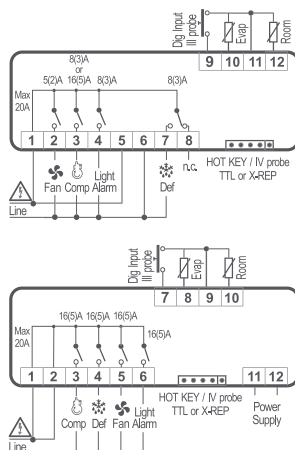 Dig Input
III probe
Evap
Room
9 10 11 12
8(3)A
or
5(2)A 16(5)A 8(3)A 8(3)A
Max
20A
1 2 3 4 5 6 7 8
HOT KEY / IV probe
TTL or X-REP
Fan Comp Light
Alarm
Def n.c.
Line
Dig Input
III probe
Evap
Room
7 8 9 10
16(5)A 16(5)A 16(5)A
16(5)A
Max
20A
1 2 3 4 5 6 11 12
HOT KEY / IV probe
TTL or X-REP
Power
Supply
Comp Def Fan Light
Alarm
Line